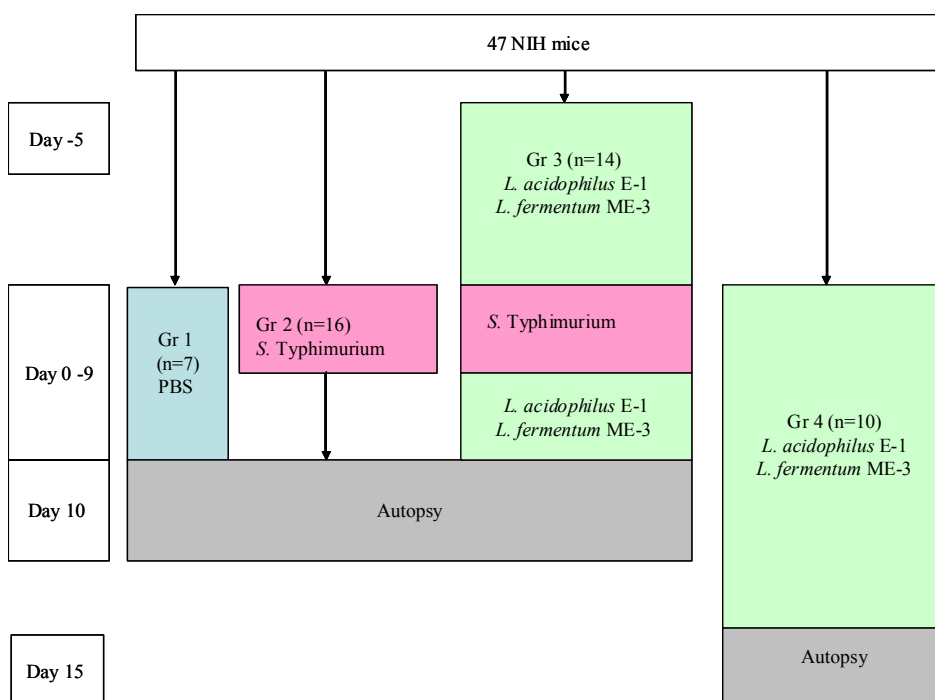 47 NIH mice
Day -5
Gr 3 (n=14)
L. acidophilus E-1
L. fermentum ME-3
Day 0 -9
Gr 1
(n=7)
PBS
Gr 2 (n=16)
S. Typhimurium
S. Typhimurium
L. acidophilus E-1
L. fermentum ME-3
Gr 4 (n=10)
L. acidophilus E-1
L. fermentum ME-3
Day 10
Autopsy
Day 15
Autopsy